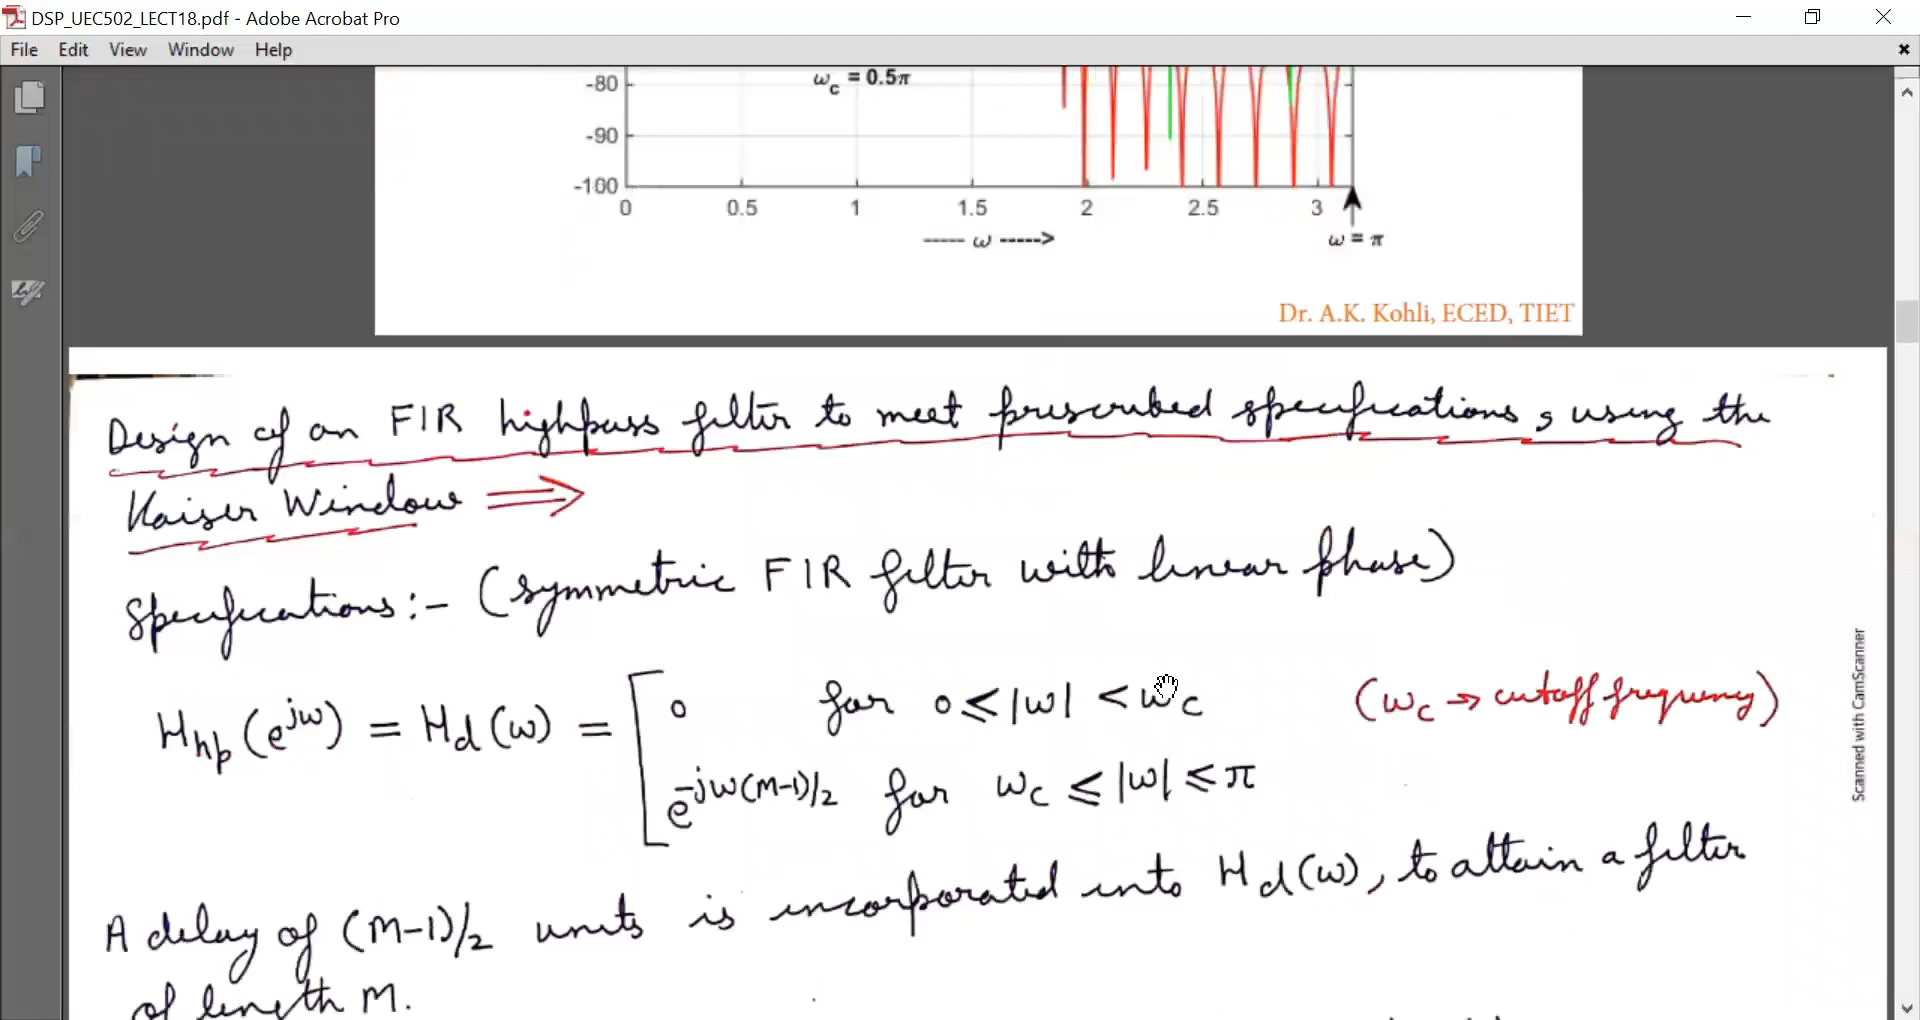 DSP_UEC502_LECT18.pdf - Adobe Acrobat Pro
File Edit View Window Help
-80
ωc = 0.5π
-90
-100
0 0.5 1 1.5 2 2.5 3
----- ω ----->
ω = π
Dr. A.K. Kohli, ECED, TIET
Design of an FIR highpass filter to meet prescribed specifications, using the
Kaiser Window ⇒
Specifications:- (symmetric FIR filter with linear phase)
Hhp(e^jω) = Hd(ω) = [ 0 for 0 ≤ |ω| < ωc (ωc → cutoff frequency)
e^-jω(M-1)/2 for ωc ≤ |ω| ≤ π
A delay of (M-1)/2 units is incorporated into Hd(ω), to attain a filter
of length M.
Scanned with CamScanner